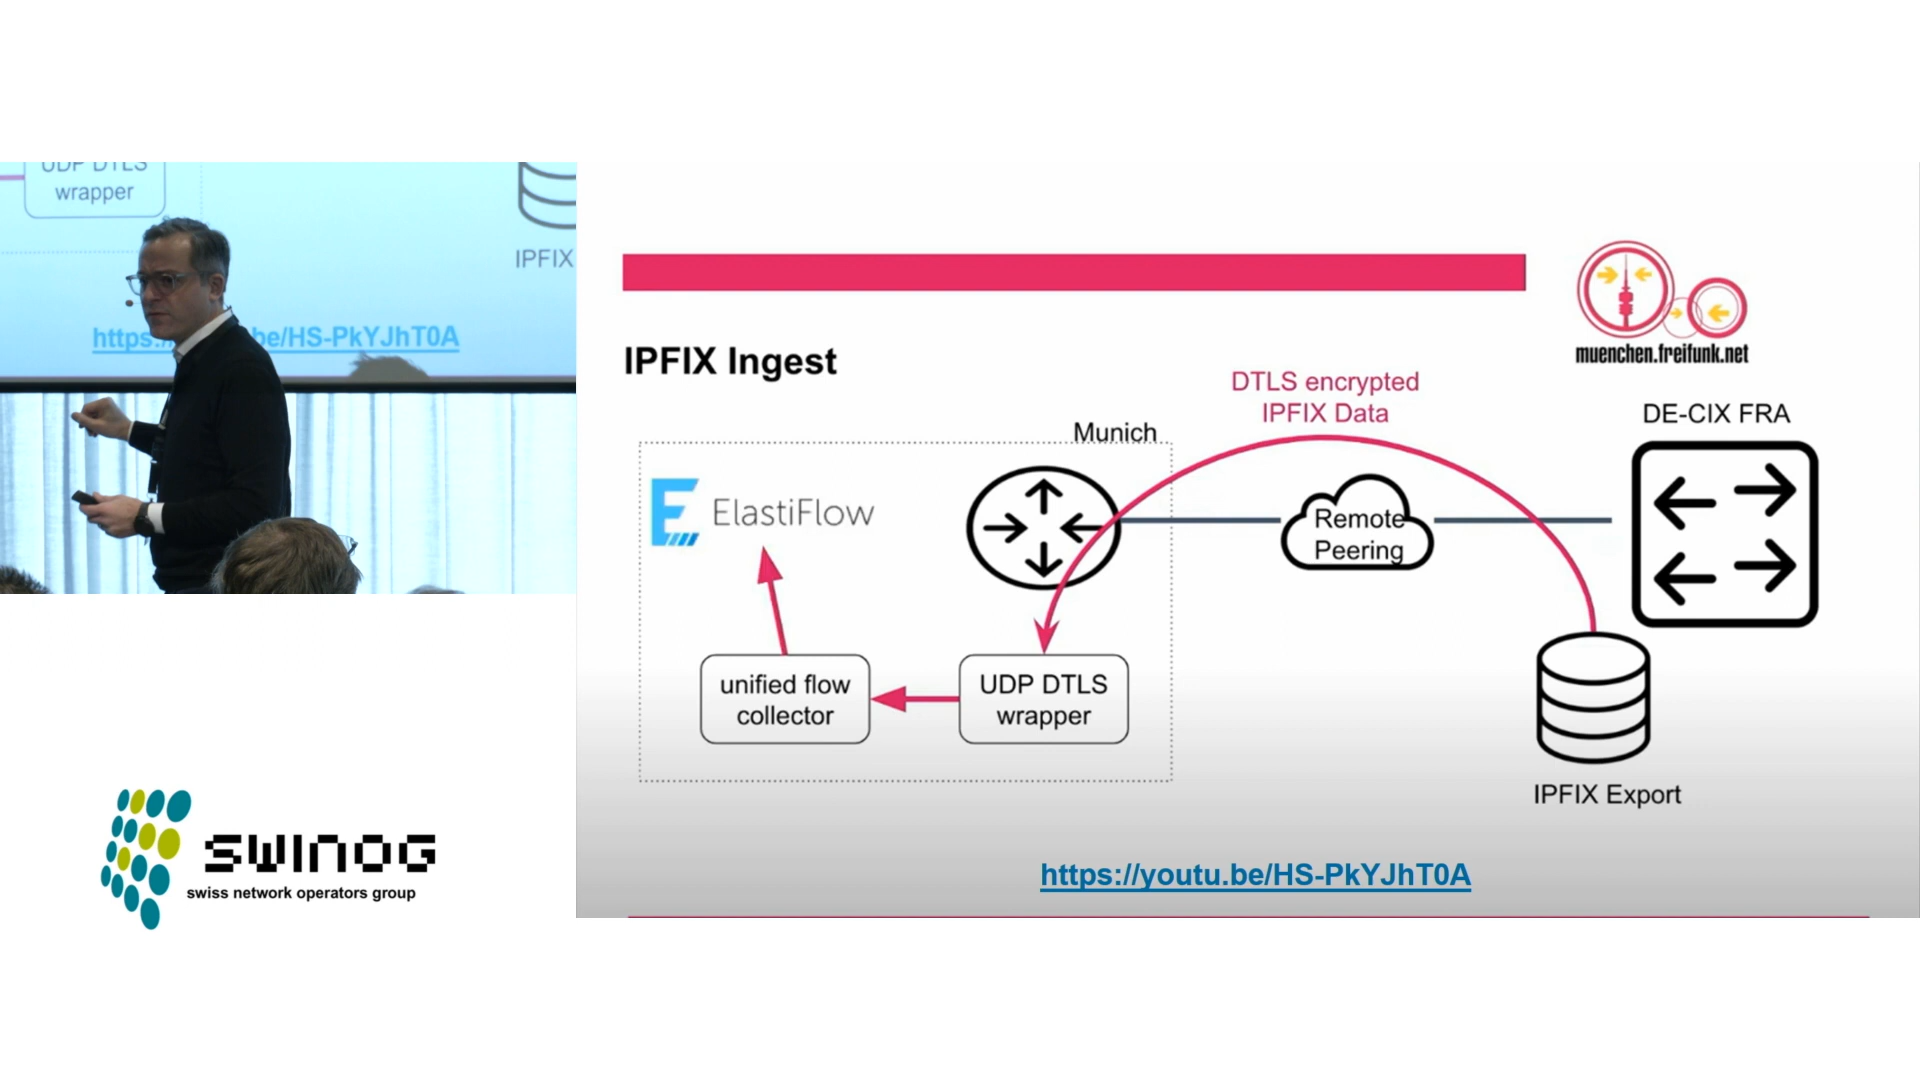 UDP DTLS
wrapper
IPFIX
https:/
be/HS-PkYJhT0A
swinog
swiss network operators group
muenchen.freifunk.net
IPFIX Ingest
DTLS encrypted
IPFIX Data
DE-CIX FRA
Munich
ElastiFlow
Remote
Peering
unified flow
collector
UDP DTLS
wrapper
IPFIX Export
https://youtu.be/HS-PkYJhT0A